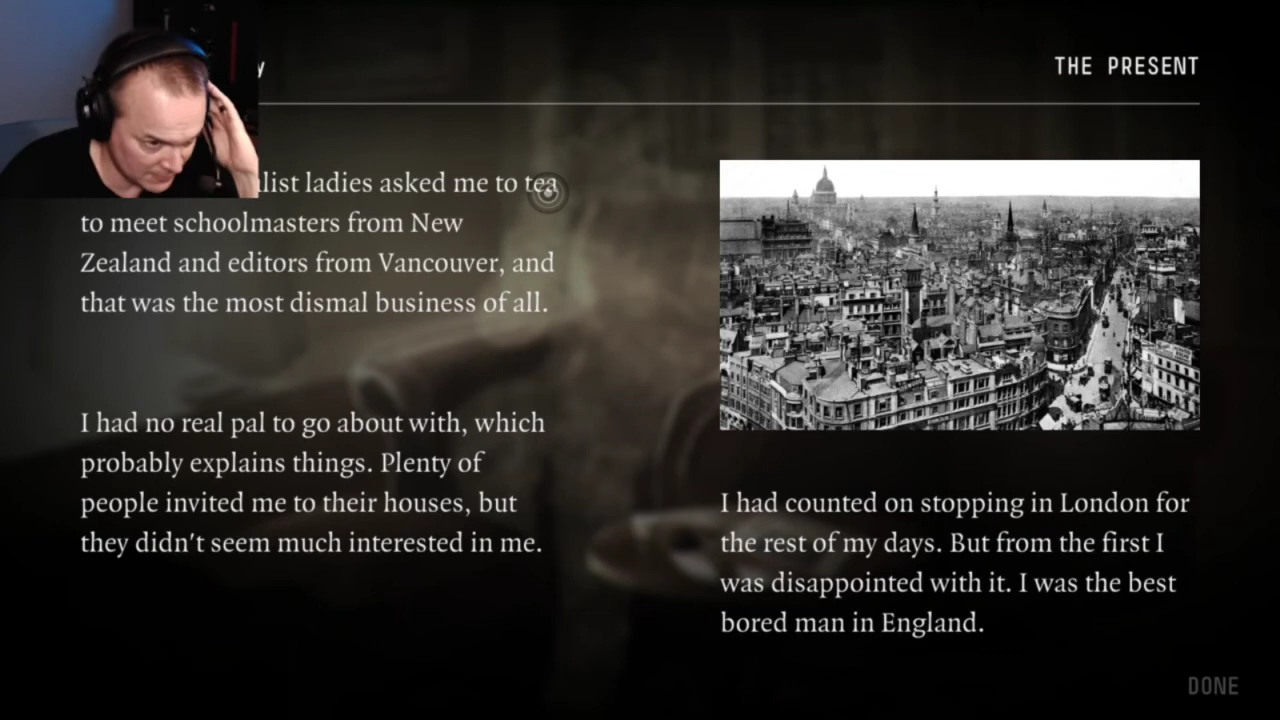 THE PRESENT
list ladies asked me to tea
to meet schoolmasters from New
Zealand and editors from Vancouver, and
that was the most dismal business of all.
I had no real pal to go about with, which
probably explains things. Plenty of
people invited me to their houses, but
they didn't seem much interested in me.
I had counted on stopping in London for
the rest of my days. But from the first I
was disappointed with it. I was the best
bored man in England.
DONE